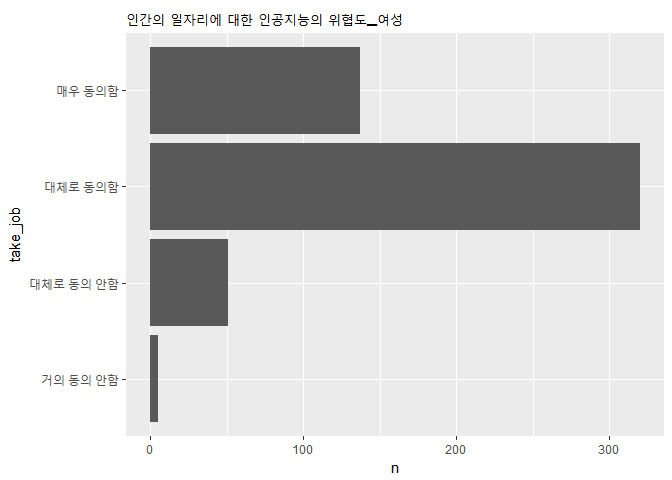 인간의 일자리에 대한 인공지능의 위협도_여성
매우 동의함
대체로 동의함
대체로 동의 안함
거의 동의 안함
take_job
0 100 200 300
n